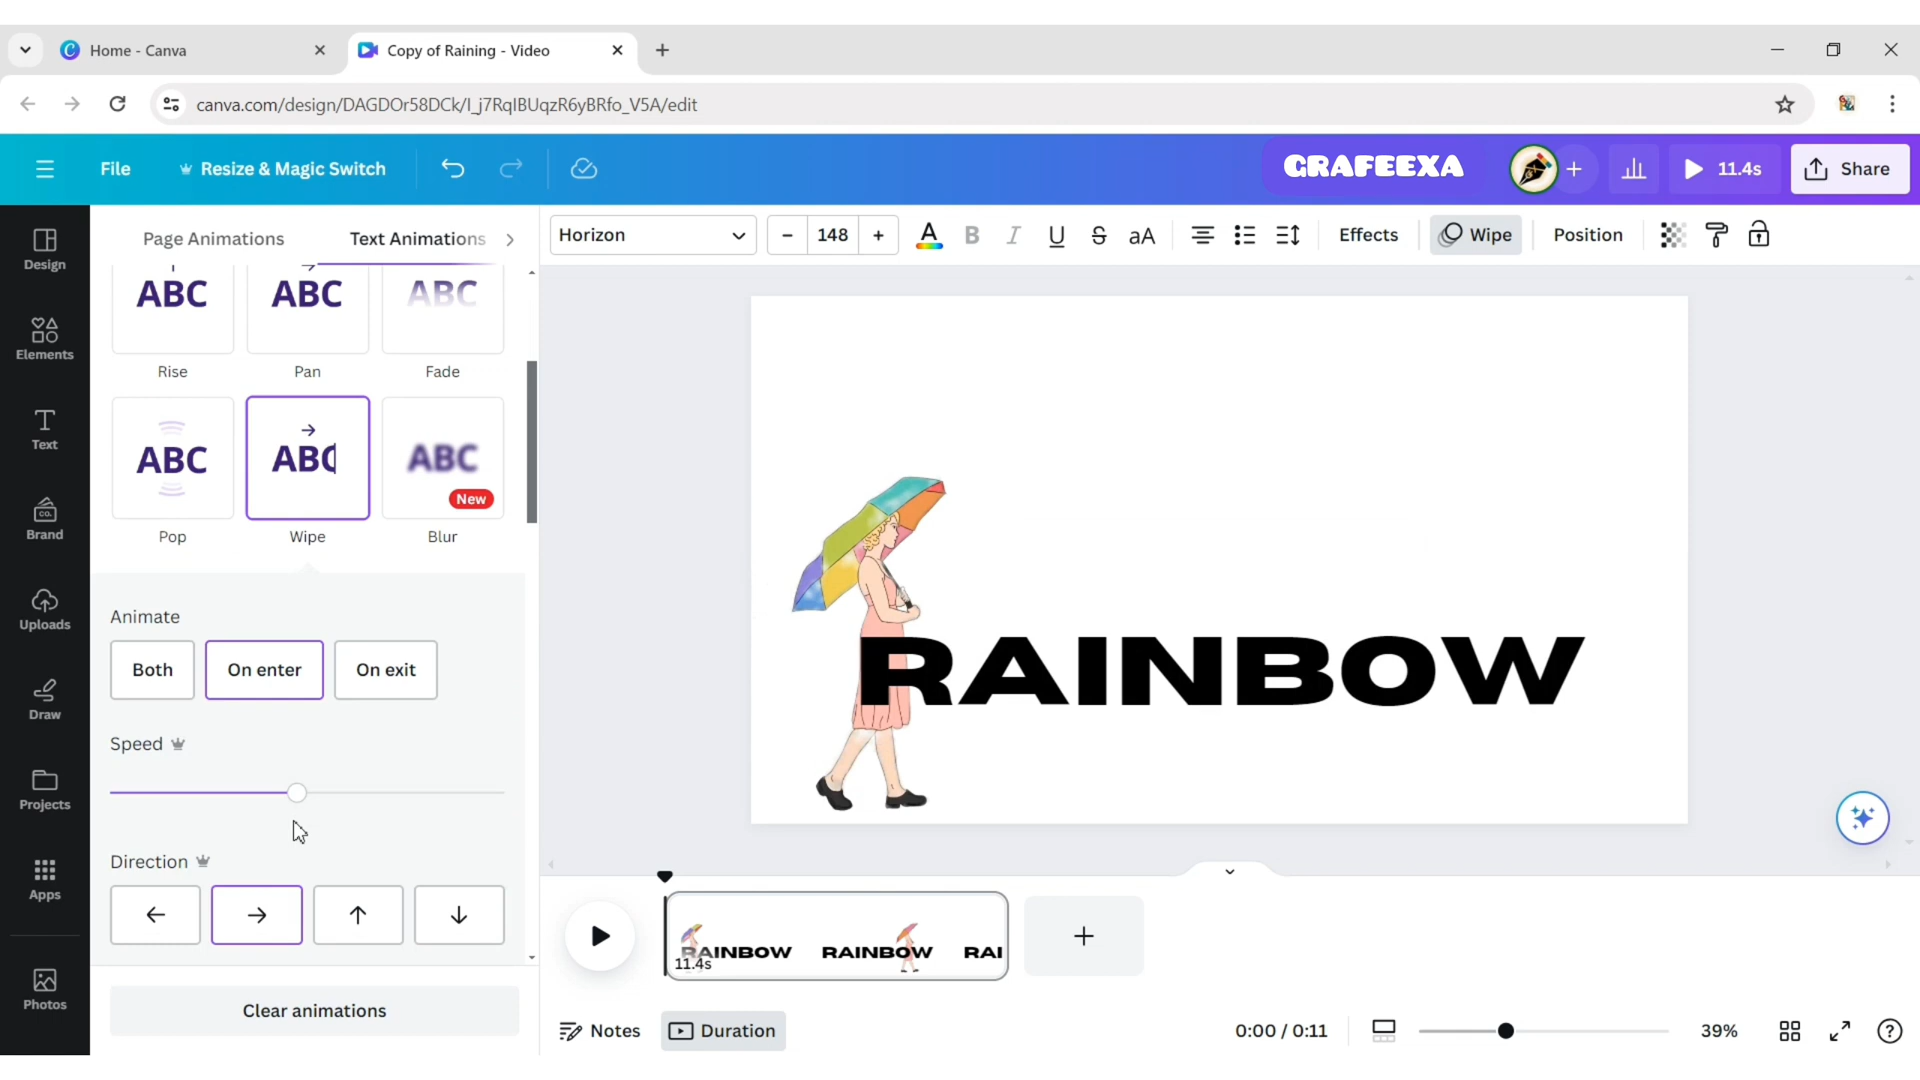 Home - Canva
Copy of Raining - Video
canva.com/design/DAGDOr58DCk/I_j7RqIBUqzR6yBRfo_V5A/edit
File
Resize & Magic Switch
GRAFEEXA
11.4s
Share
Design
Elements
Text
CO.
Brand
Uploads
Draw
Projects
Apps
Photos
Page Animations
Text Animations
ABC
ABC
ABC
Rise
Pan
Fade
ABC
ABC
ABC
New
Pop
Wipe
Blur
Animate
Both
On enter
On exit
Speed
Direction
Clear animations
Horizon
148
A
B
I
U
S
aA
Effects
Wipe
Position
RAINBOW
RAINBOW
RAINBOW
RAI
11.4s
Notes
Duration
0:00 / 0:11
39%